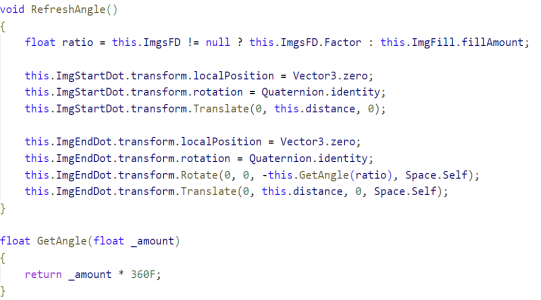 void RefreshAngle()
{
    float ratio = this.ImgsFD != null ? this.ImgsFD.Factor : this.ImgFill.fillAmount;

    this.ImgStartDot.transform.localPosition = Vector3.zero;
    this.ImgStartDot.transform.rotation = Quaternion.identity;
    this.ImgStartDot.transform.Translate(0, this.distance, 0);

    this.ImgEndDot.transform.localPosition = Vector3.zero;
    this.ImgEndDot.transform.rotation = Quaternion.identity;
    this.ImgEndDot.transform.Rotate(0, 0, -this.GetAngle(ratio), Space.Self);
    this.ImgEndDot.transform.Translate(0, this.distance, 0, Space.Self);
}

float GetAngle(float _amount)
{
    return _amount * 360F;
}